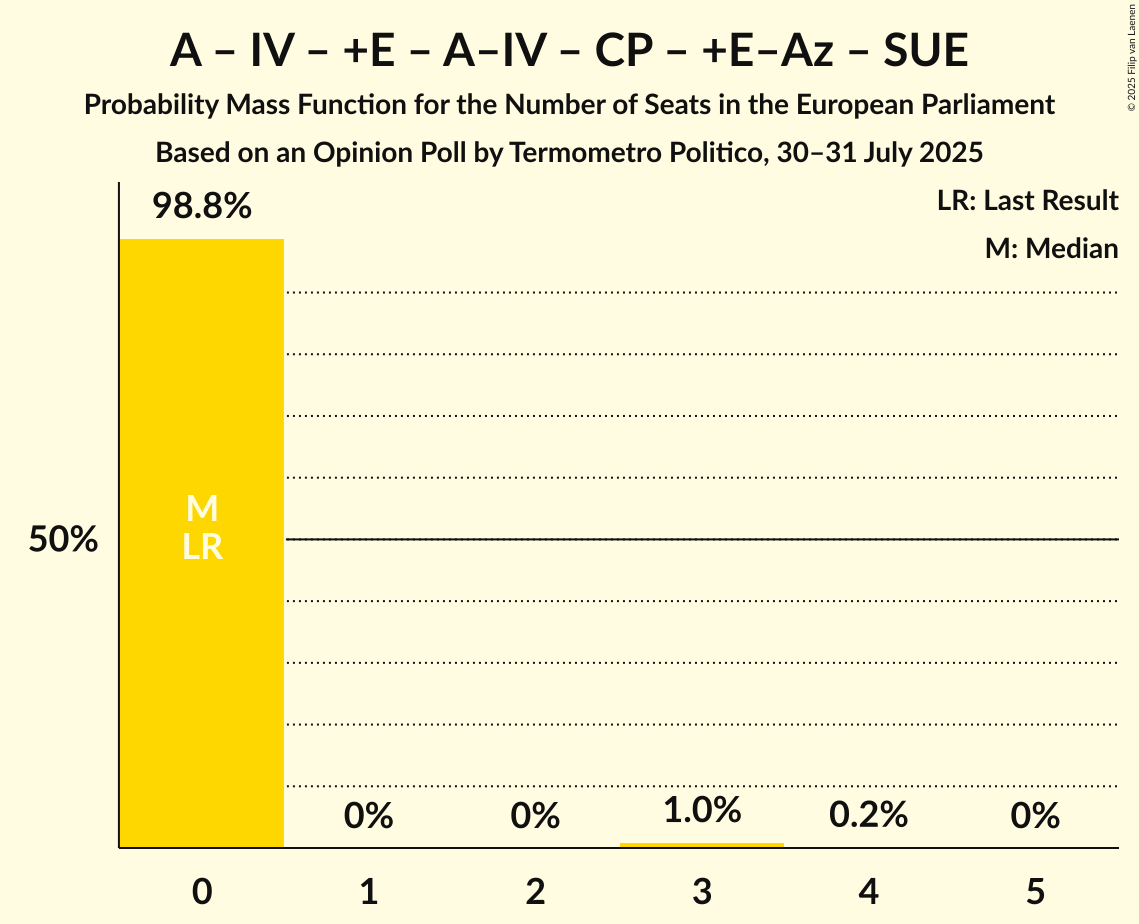 A – IV – +E – A–IV – CP – +E–Az – SUE
Probability Mass Function for the Number of Seats in the European Parliament
Based on an Opinion Poll by Termometro Politico, 30–31 July 2025
© 2025 Filip van Laenen
LR: Last Result
M: Median
98.8%
M
LR
50%
0%
0%
1.0%
0.2%
0%
0
1
2
3
4
5